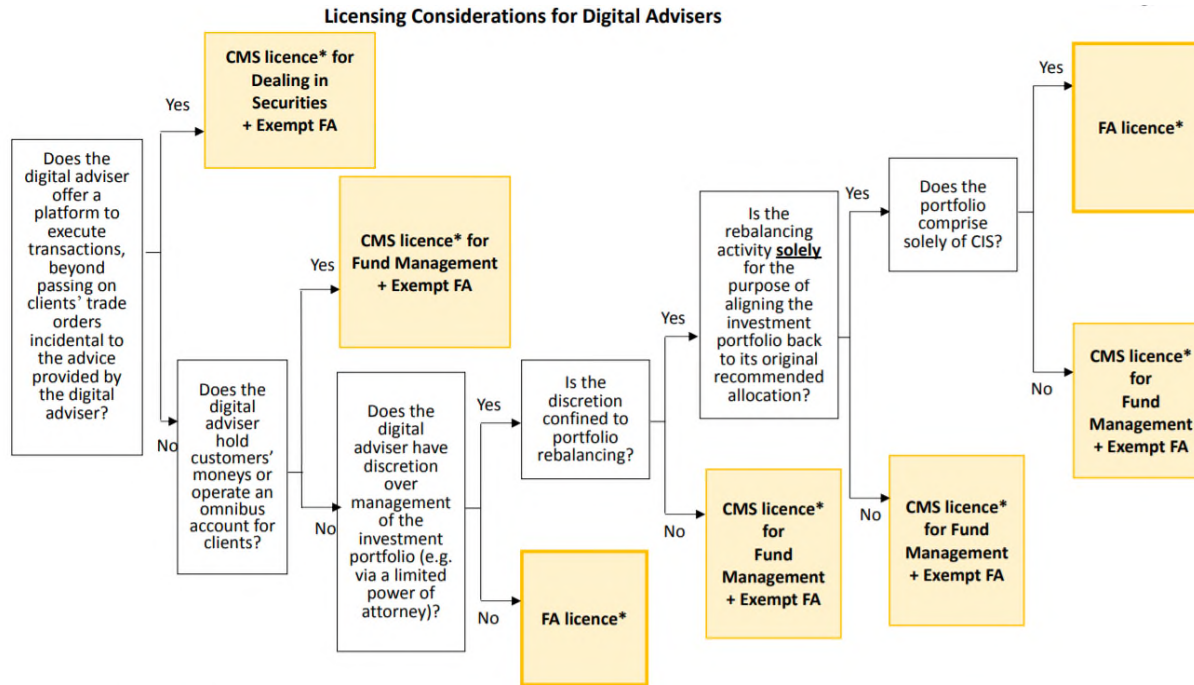 Licensing Considerations for Digital Advisers
CMS licence* for
Dealing in
Securities
+ Exempt FA
Yes
Does the
digital adviser
offer a
platform to
execute
transactions,
beyond
passing on
clients' trade
orders
incidental to
the advice
provided by
the digital
adviser?
No
Does the
digital adviser
hold
customers'
moneys or
operate an
omnibus
account for
clients?
Yes
CMS licence* for
Fund Management
+ Exempt FA
No
Does the
digital
adviser have
discretion
over
management
of the
investment
portfolio (e.g.
via a limited
power of
attorney)?
Yes
Is the
discretion
confined to
portfolio
rebalancing?
No
FA licence*
Yes
Is the
rebalancing
activity solely
for the
purpose of
aligning the
investment
portfolio back
to its original
recommended
allocation?
No
CMS licence*
for
Fund
Management
+ Exempt FA
Yes
Does the
portfolio
comprise
solely of CIS?
No
CMS licence*
for Fund
Management
+ Exempt FA
Yes
FA licence*
No
CMS licence*
for
Fund
Management
+ Exempt FA